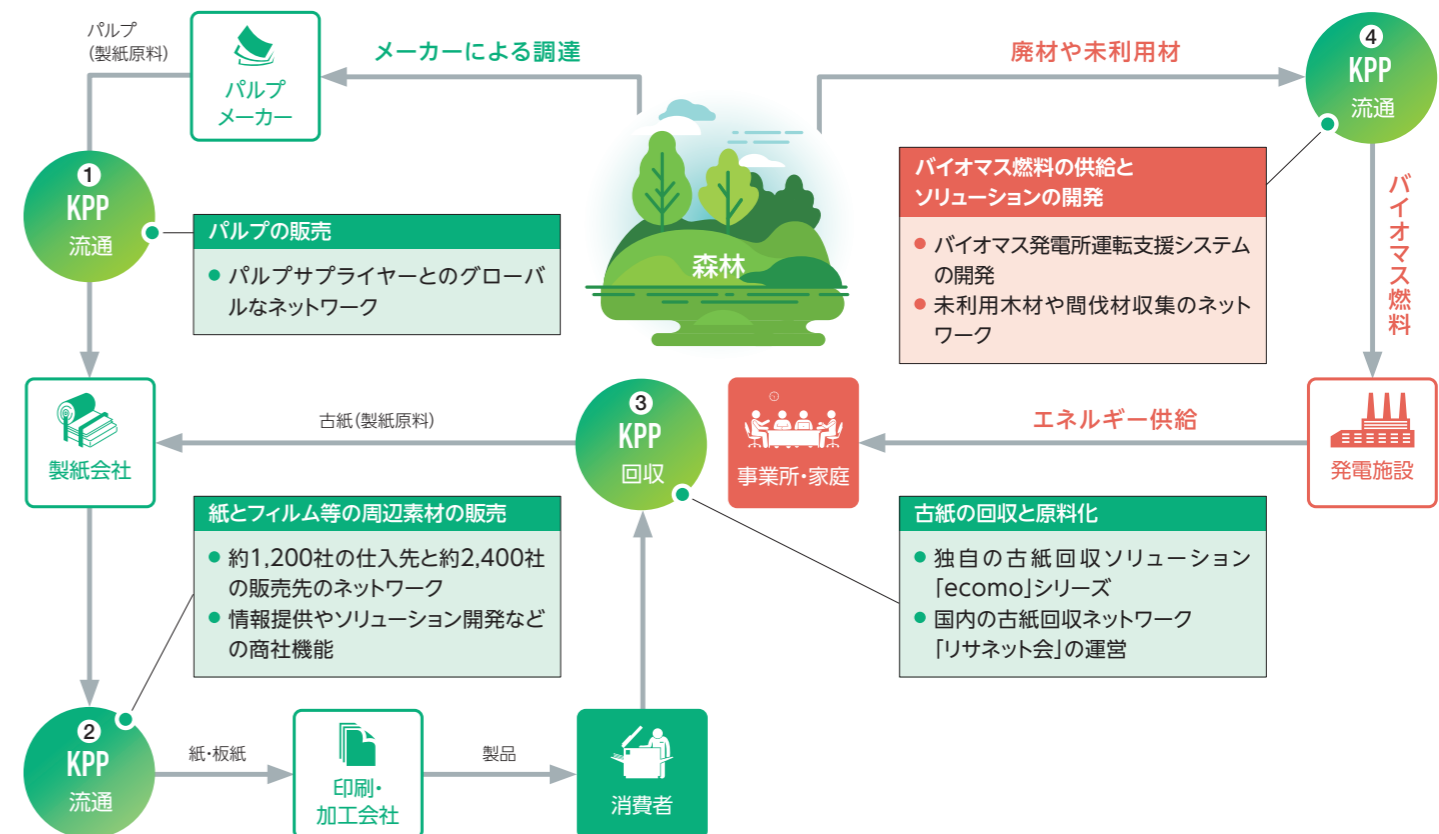 パルプ
(製紙原料)
パルプ
メーカー
メーカーによる調達
廃材や未利用材
4
KPP
流通
1
KPP
流通
パルプの販売
● パルプサプライヤーとのグローバ
ルなネットワーク
森林
バイオマス燃料の供給と
ソリューションの開発
● バイオマス発電所運転支援システム
の開発
● 未利用木材や間伐材収集のネット
ワーク
バイオマス燃料
製紙会社
古紙(製紙原料)
3
KPP
回収
事業所・家庭
エネルギー供給
発電施設
紙とフィルム等の周辺素材の販売
● 約1,200社の仕入先と約2,400社
の販売先のネットワーク
● 情報提供やソリューション開発など
の商社機能
古紙の回収と原料化
● 独自の古紙回収ソリューション
「ecomo」シリーズ
● 国内の古紙回収ネットワーク
「リサネット会」の運営
2
KPP
流通
紙・板紙
印刷・
加工会社
製品
消費者